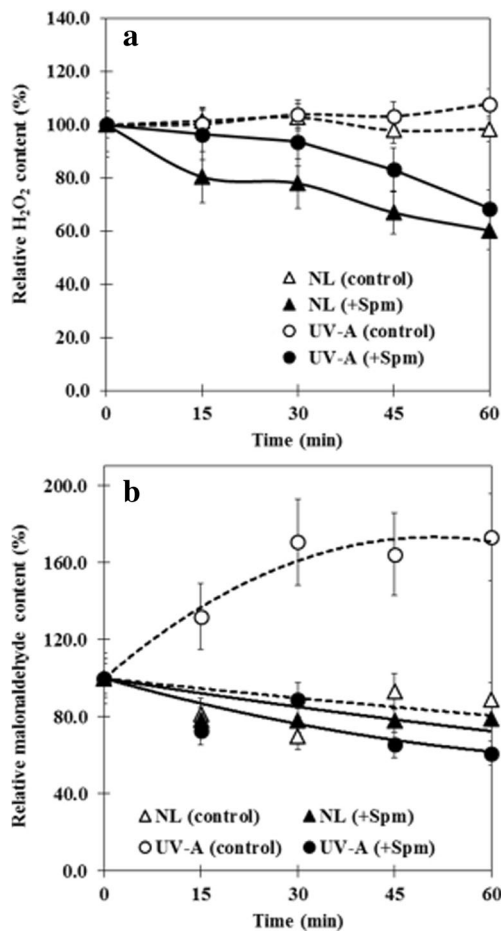 a
140.0
120.0
100.0
80.0
60.0
40.0
20.0
0.0
Relative H₂O₂ content (%)
NL (control)
NL (+Spm)
UV-A (control)
UV-A (+Spm)
0 15 30 45 60
Time (min)
b
200.0
160.0
120.0
80.0
40.0
0.0
Relative malonaldehyde content (%)
NL (control) NL (+Spm)
UV-A (control) UV-A (+Spm)
0 15 30 45 60
Time (min)